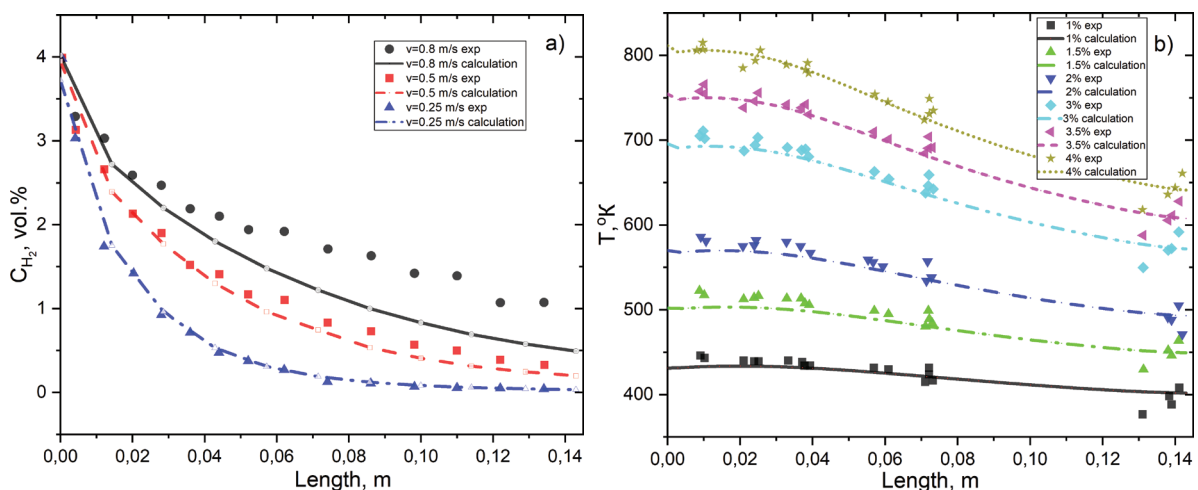 a)
v=0.8 m/s exp
v=0.8 m/s calculation
v=0.5 m/s exp
v=0.5 m/s calculation
v=0.25 m/s exp
v=0.25 m/s calculation
C_H₂, vol.%
4
3
2
1
0
0,00 0,02 0,04 0,06 0,08 0,10 0,12 0,14
Length, m
b)
1% exp
1% calculation
1.5% exp
1.5% calculation
2% exp
2% calculation
3% exp
3% calculation
3.5% exp
3.5% calculation
4% exp
4% calculation
T,°K
800
700
600
500
400
0,00 0,02 0,04 0,06 0,08 0,10 0,12 0,14
Length, m